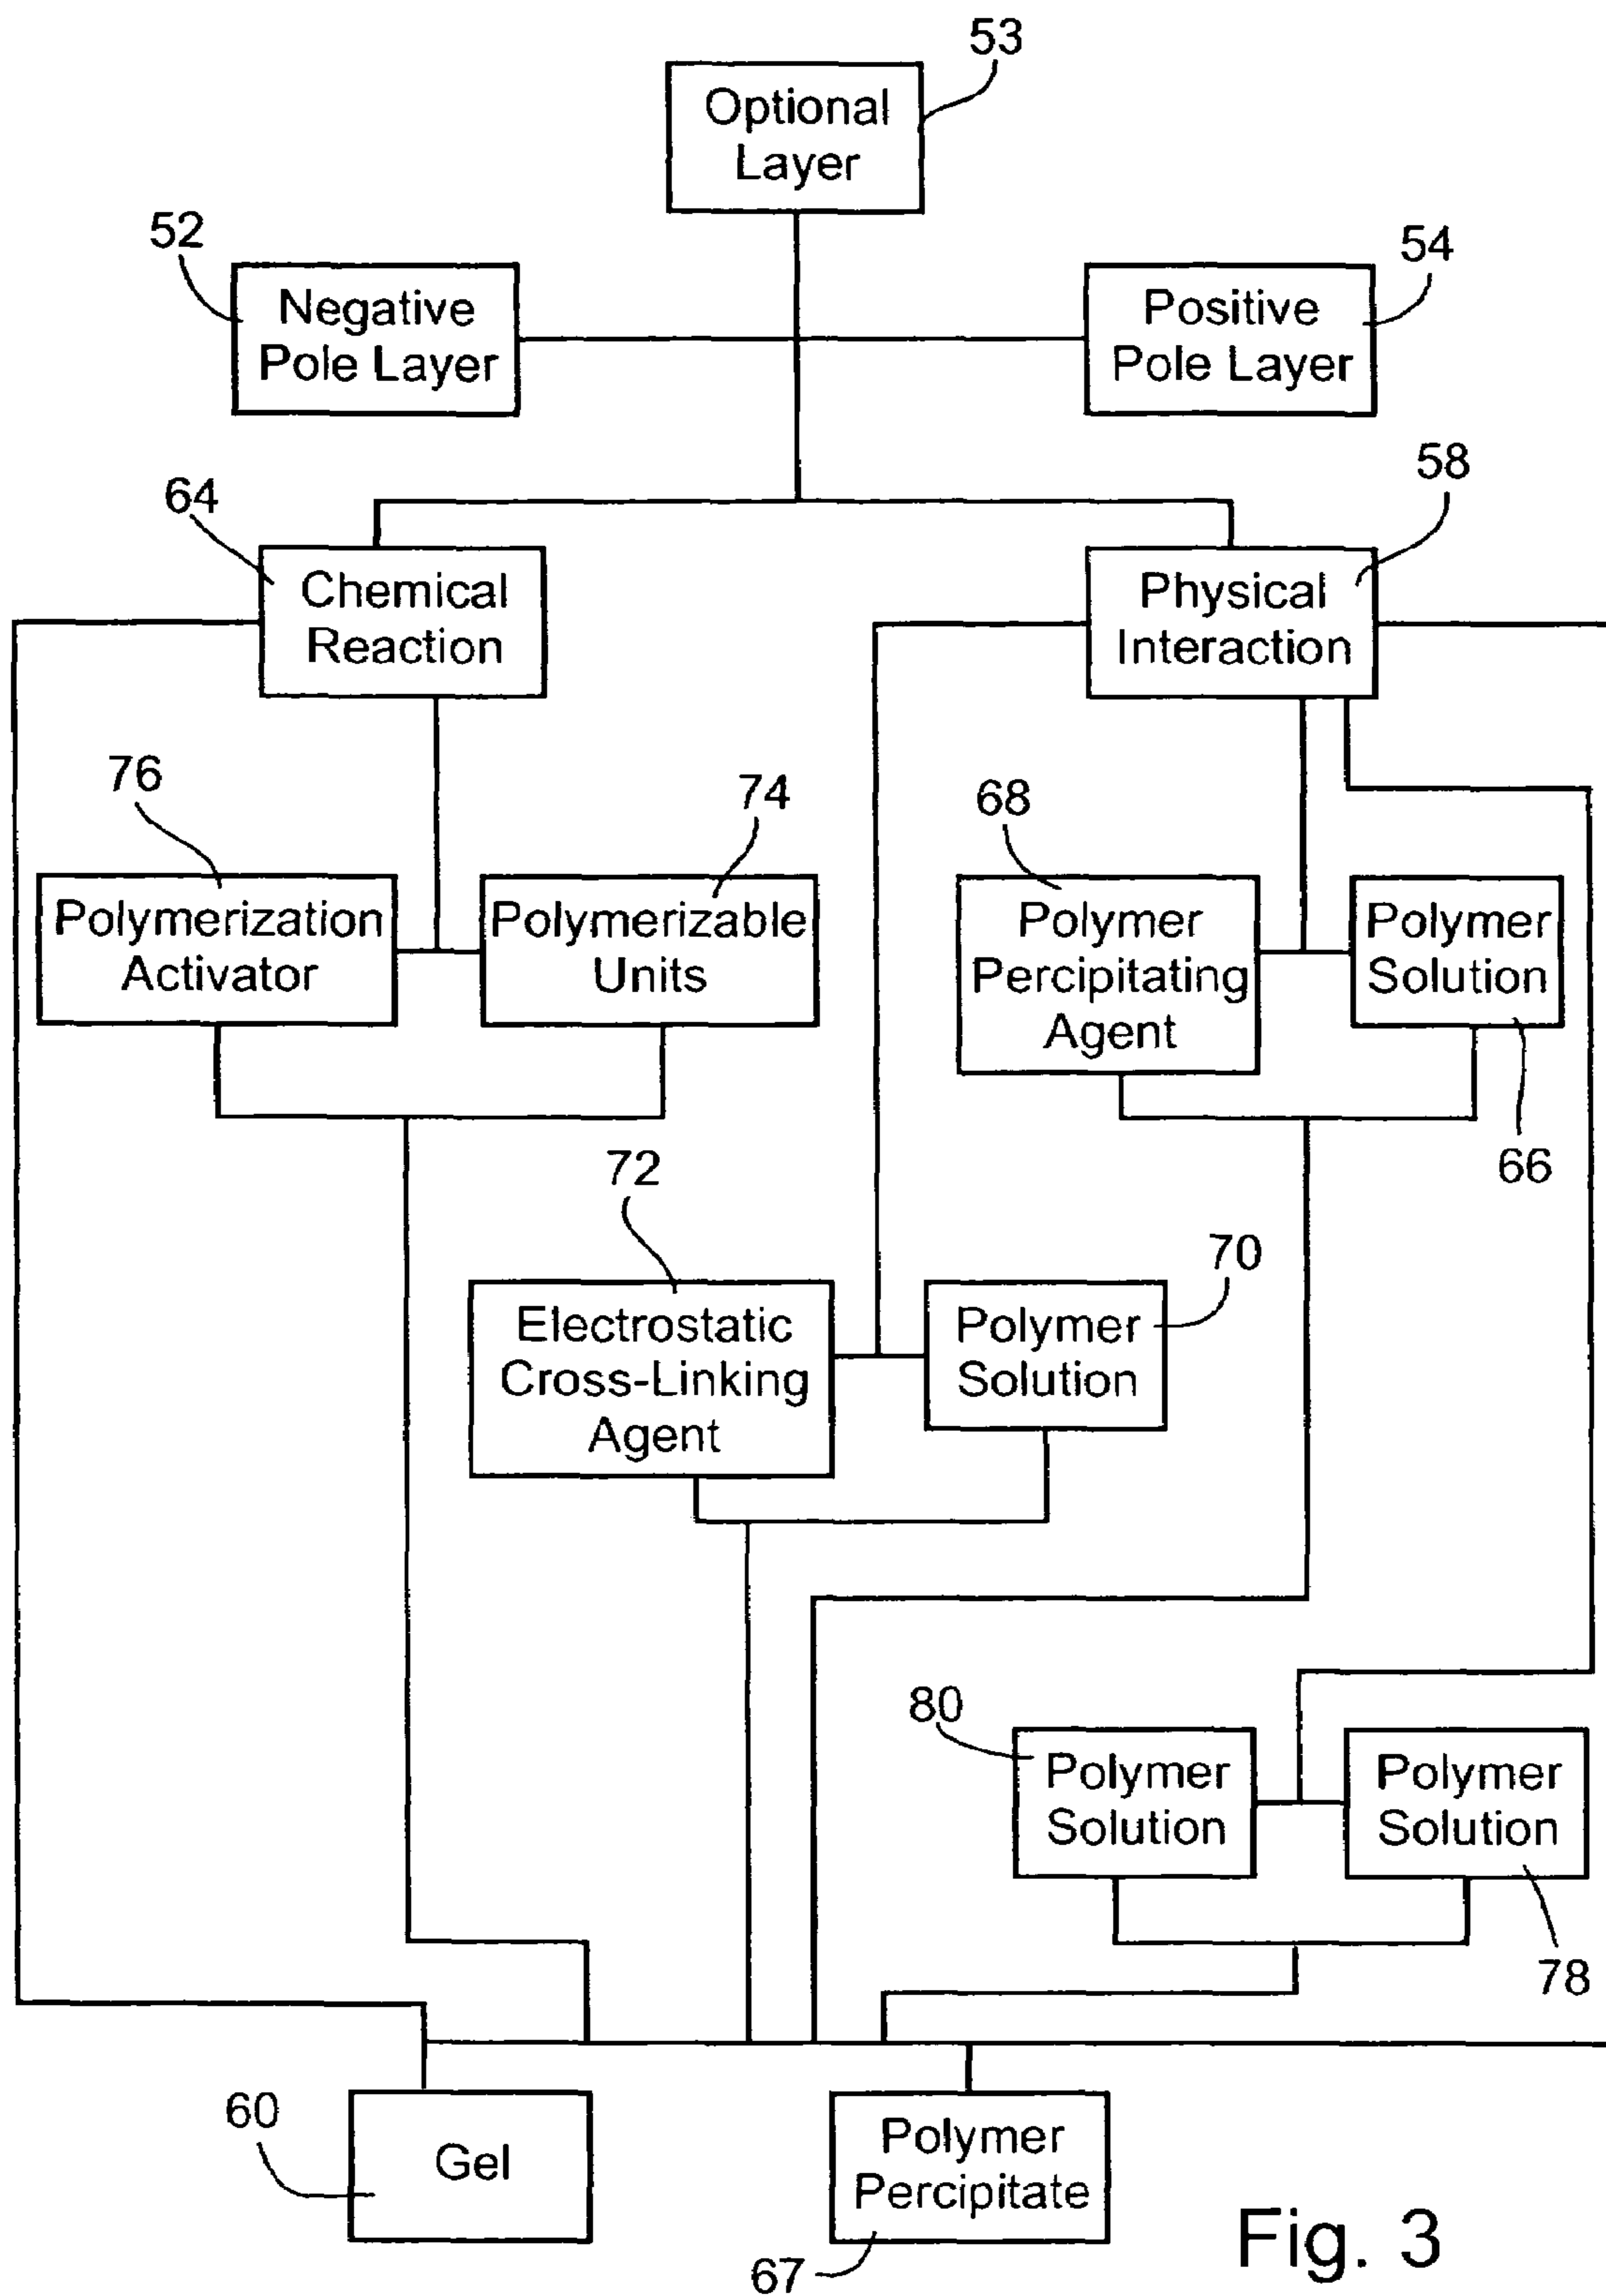 53
Optional
Layer
52
Negative
Pole Layer
54
Positive
Pole Layer
64
Chemical
Reaction
58
Physical
Interaction
76
Polymerization
Activator
74
Polymerizable
Units
68
Polymer
Percipitating
Agent
Polymer
Solution
66
72
Electrostatic
Cross-Linking
Agent
70
Polymer
Solution
80
Polymer
Solution
Polymer
Solution
78
60
Gel
Polymer
Percipitate
67
Fig. 3